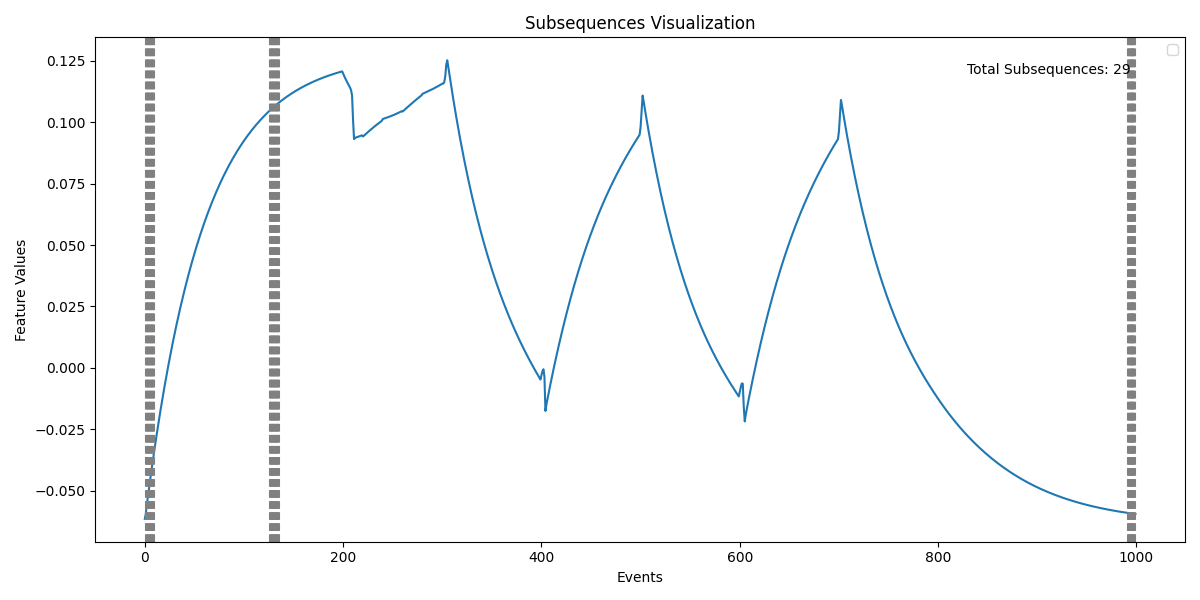 Subsequences Visualization
Total Subsequences: 29
0.125
0.100
0.075
0.050
0.025
0.000
−0.025
−0.050
Feature Values
0 200 400 600 800 1000
Events